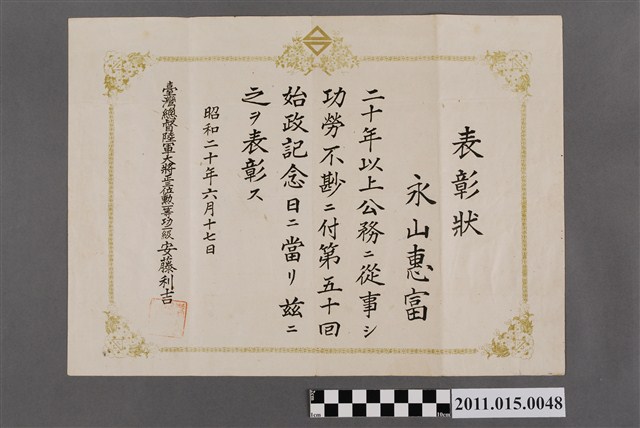 表彰狀
永山惠富
二十年以上公務ニ從事シ
功勞不尠ニ付第五十回
始政記念日ニ當リ茲ニ
之ヲ表彰ス
昭和二十年六月十七日
臺灣總督陸軍大將正三位勲一等功三級安藤利吉
2cm
1cm
2011.015.0048